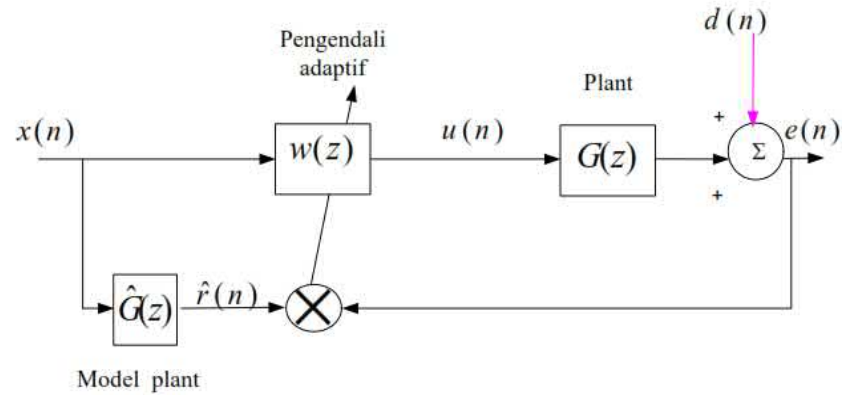 d(n)
Pengendali
adaptif
Plant
x(n)
w(z)
u(n)
G(z)
+
Σ
e(n)
+
Ĝ(z)
r̂(n)
Model plant